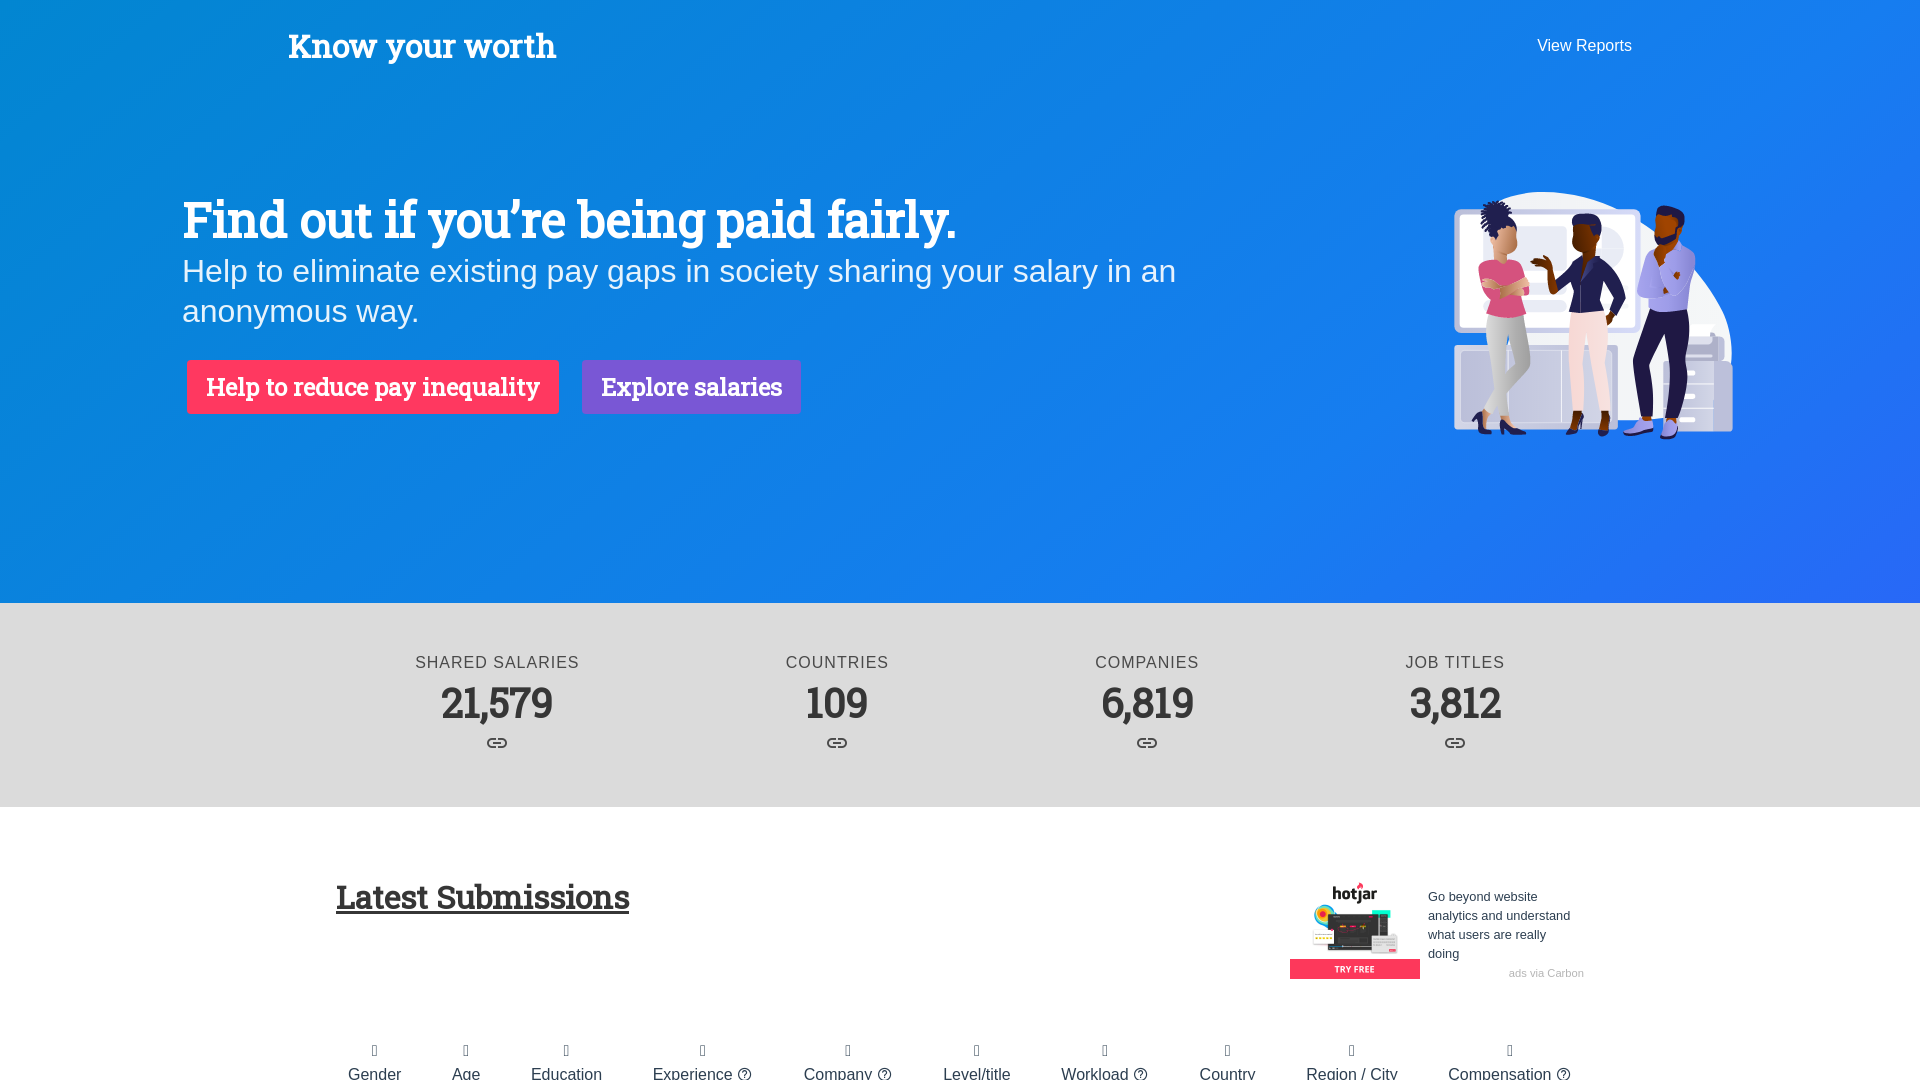 Know your worth
View Reports
Find out if you’re being paid fairly.
Help to eliminate existing pay gaps in society sharing your salary in an
anonymous way.
Help to reduce pay inequality
Explore salaries
SHARED SALARIES
21,579
COUNTRIES
109
COMPANIES
6,819
JOB TITLES
3,812
Latest Submissions
hotjar
TRY FREE
Go beyond website
analytics and understand
what users are really
doing
ads via Carbon
Gender
Age
Education
Experience
Company
Level/title
Workload
Country
Region / City
Compensation